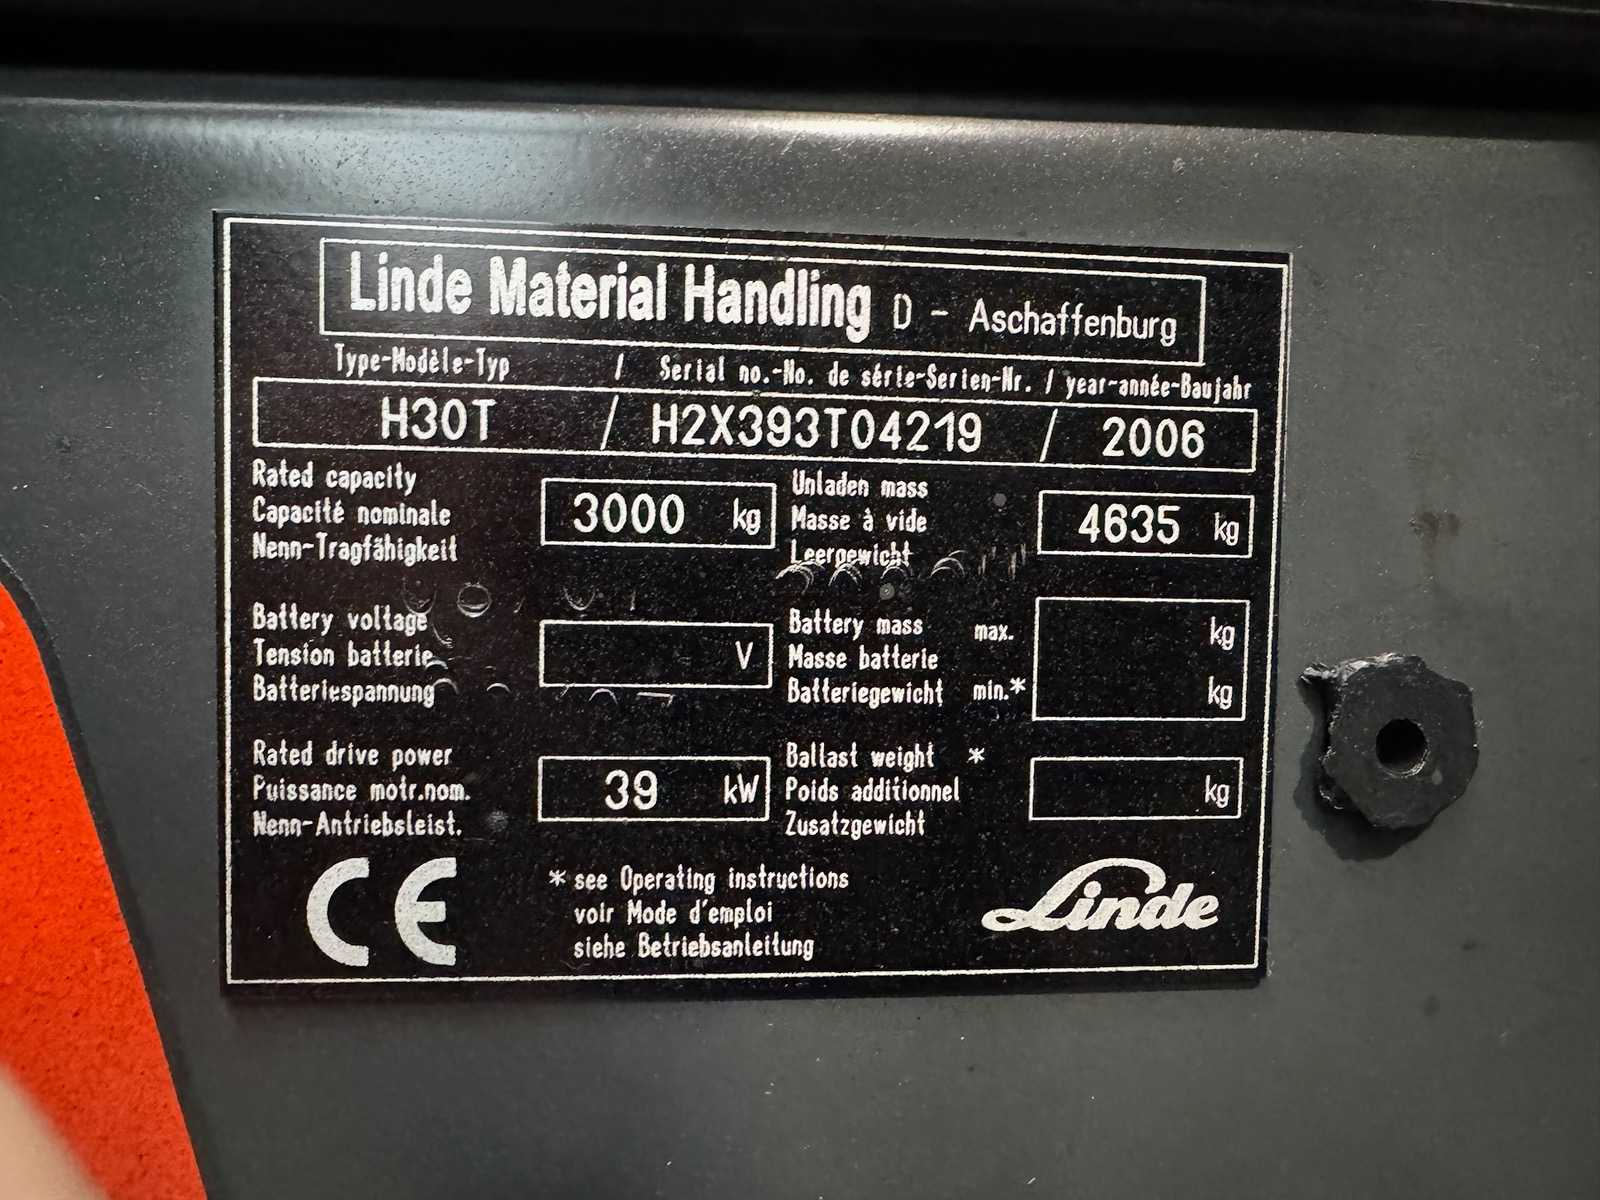 Linde Material Handling D - Aschaffenburg
Type-Modèle-Typ / Serial no.-No. de série-Serien-Nr. / year-année-Baujahr
H30T / H2X393T04219 / 2006
Rated capacity
Capacité nominale
Nenn-Tragfähigkeit
3000 kg
Unladen mass
Masse à vide
Leergewicht
4635 kg
Battery voltage
Tension batterie
Batteriespannung
V
Battery mass max. kg
Masse batterie
Batteriegewicht min.* kg
Rated drive power
Puissance motr.nom.
Nenn-Antriebsleist.
39 kW
Ballast weight *
Poids additionnel
Zusatzgewicht
kg
CE
* see Operating instructions
voir Mode d'emploi
siehe Betriebsanleitung
Linde